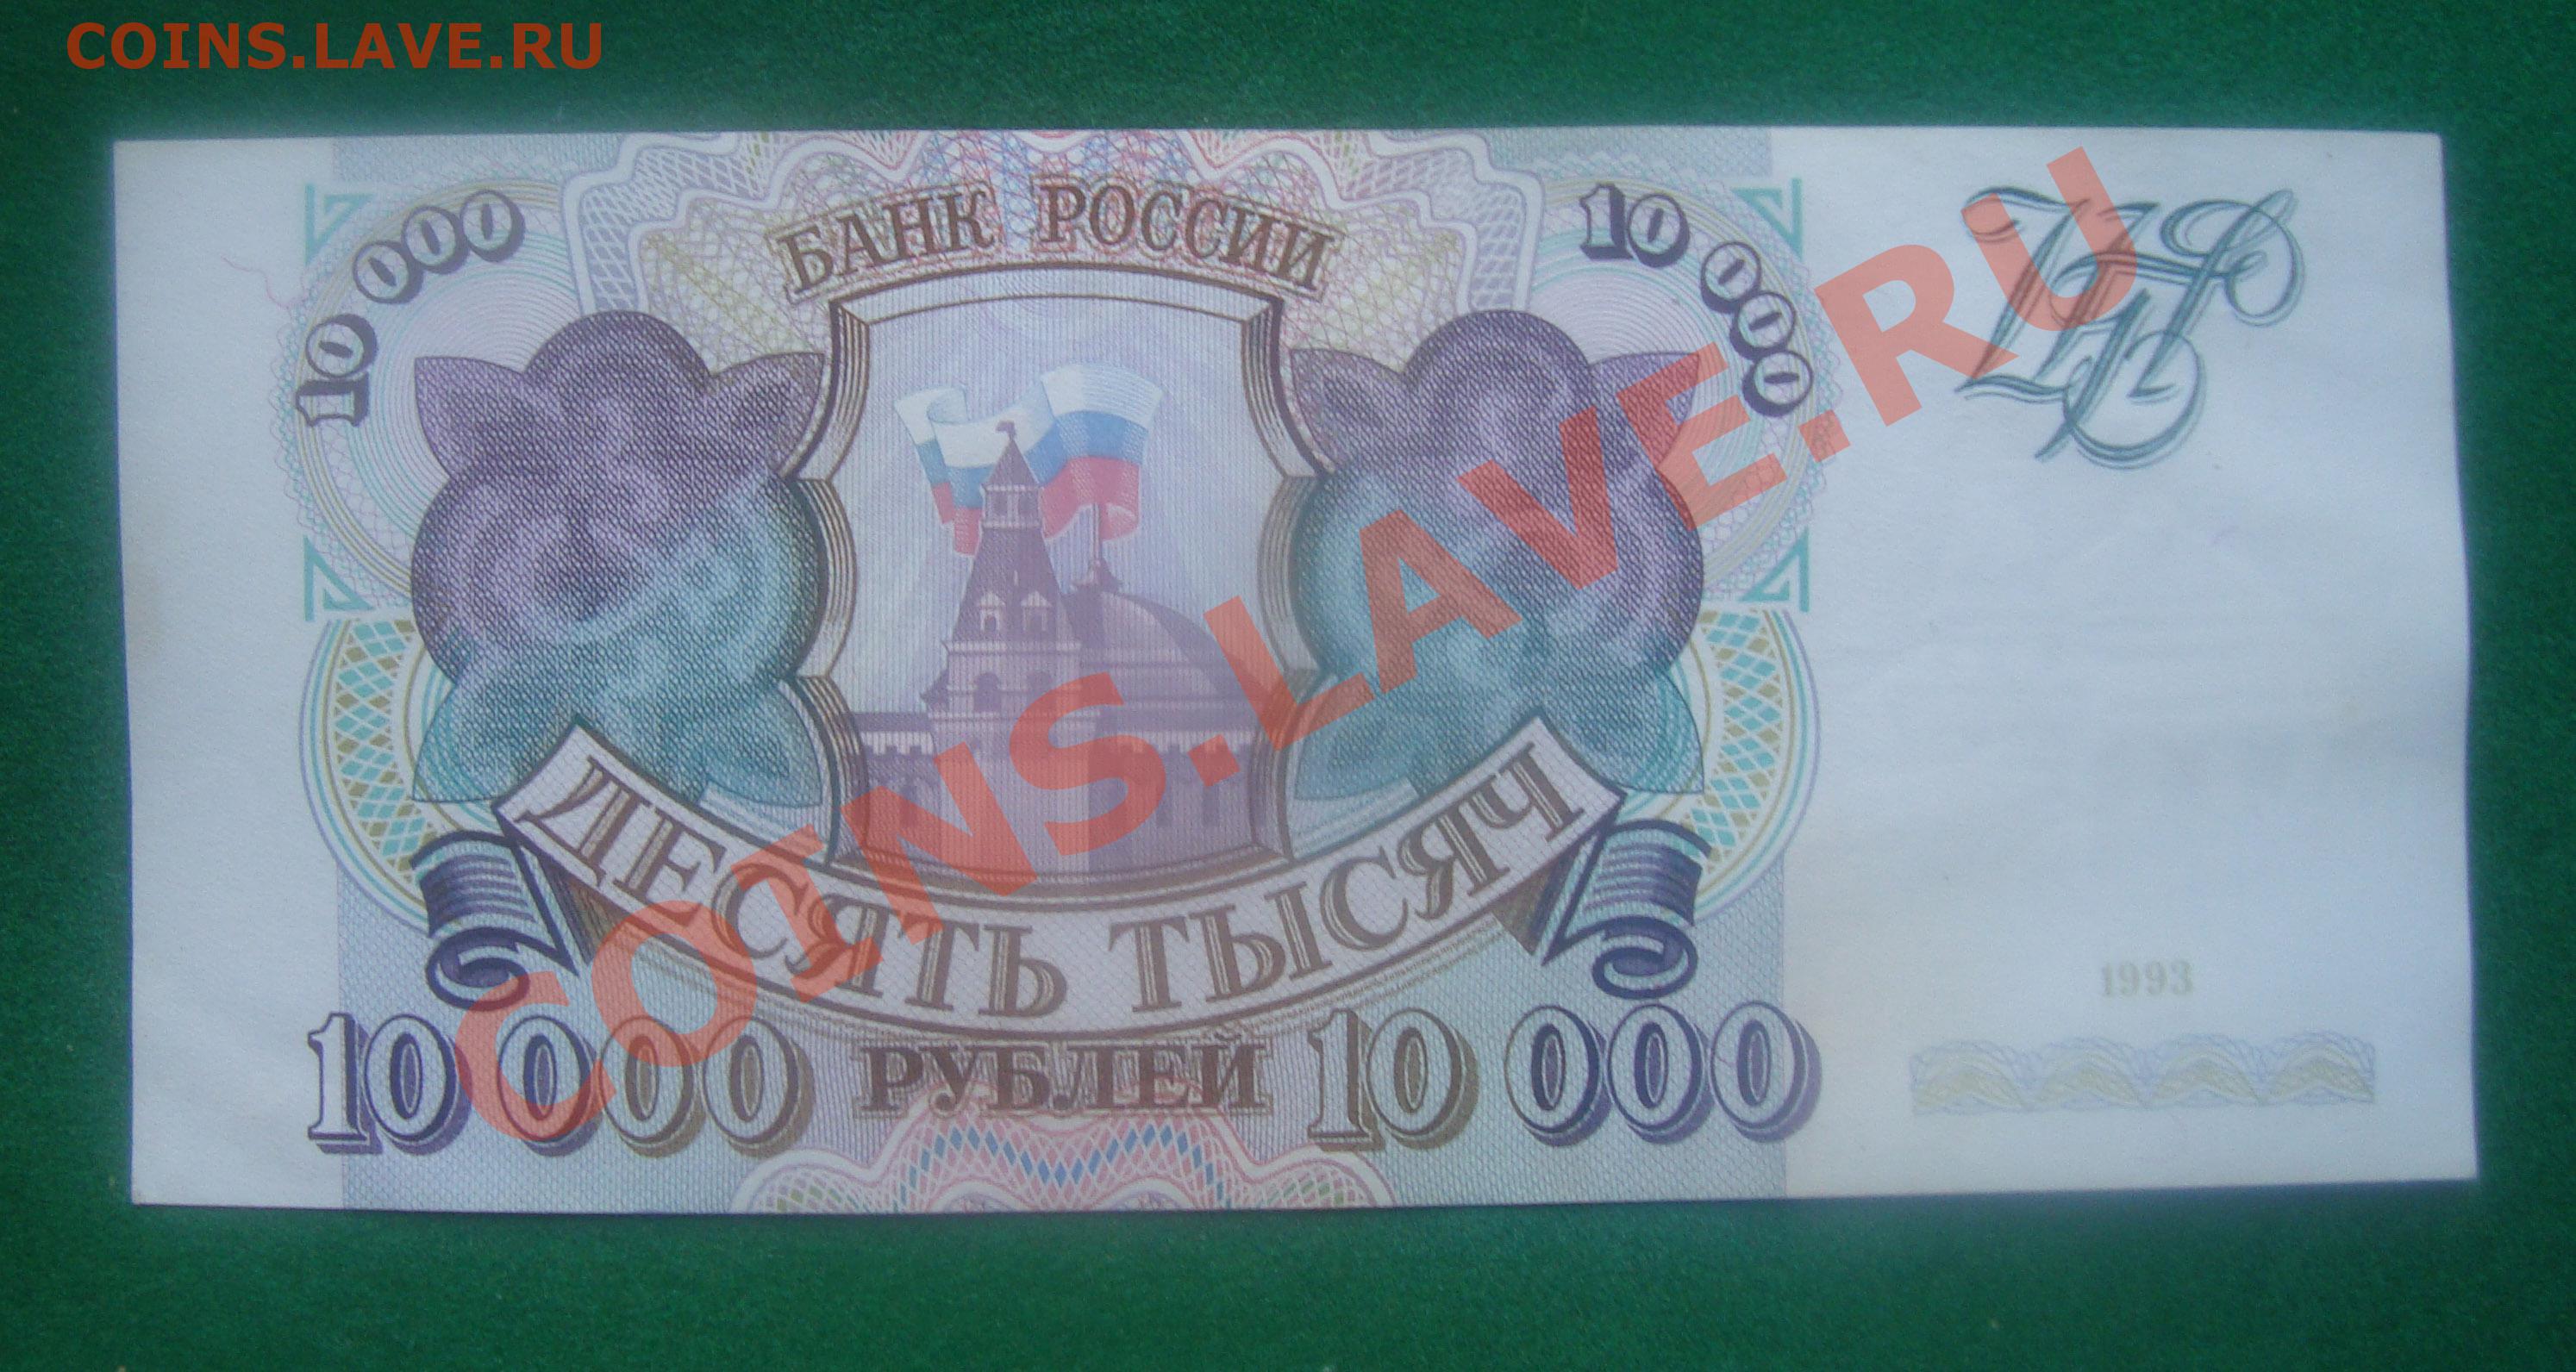 COINS.LAVE.RU
БАНК РОССИИ
10 000
10 000
COINS.LAVE.RU
ДЕСЯТЬ ТЫСЯЧ
1993
10 000 РУБЛЕЙ 10 000